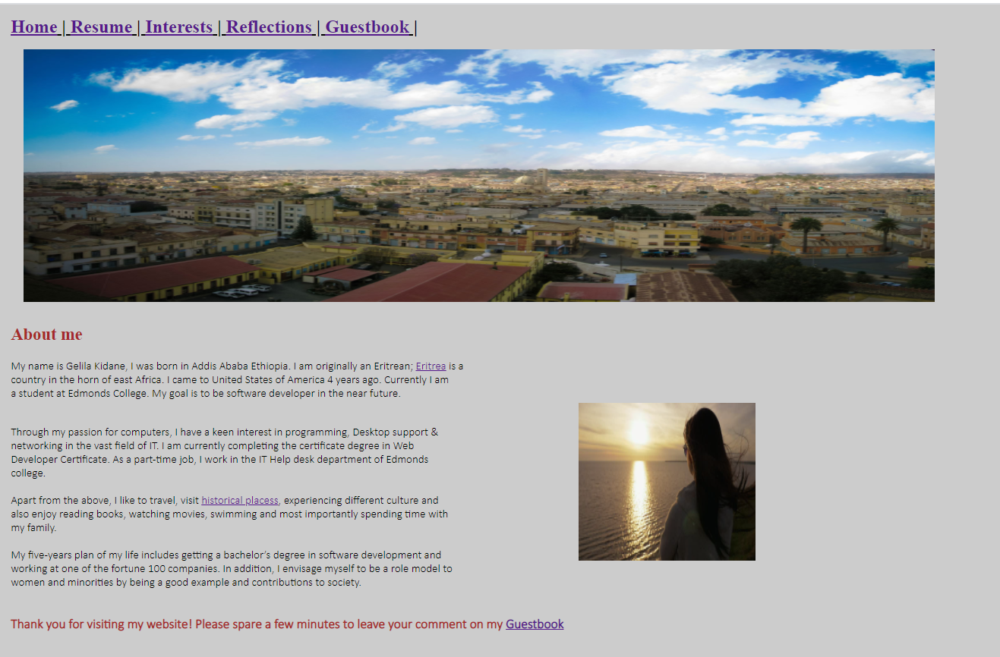 Home | Resume | Interests | Reflections | Guestbook |
About me
My name is Gelila Kidane, I was born in Addis Ababa Ethiopia. I am originally an Eritrean; Eritrea is a
country in the horn of east Africa. I came to United States of America 4 years ago. Currently I am
a student at Edmonds College. My goal is to be software developer in the near future.
Through my passion for computers, I have a keen interest in programming, Desktop support &
networking in the vast field of IT. I am currently completing the certificate degree in Web
Developer Certificate. As a part-time job, I work in the IT Help desk department of Edmonds
college.
Apart from the above, I like to travel, visit historical placess, experiencing different culture and
also enjoy reading books, watching movies, swimming and most importantly spending time with
my family.
My five-years plan of my life includes getting a bachelor’s degree in software development and
working at one of the fortune 100 companies. In addition, I envisage myself to be a role model to
women and minorities by being a good example and contributions to society.
Thank you for visiting my website! Please spare a few minutes to leave your comment on my Guestbook